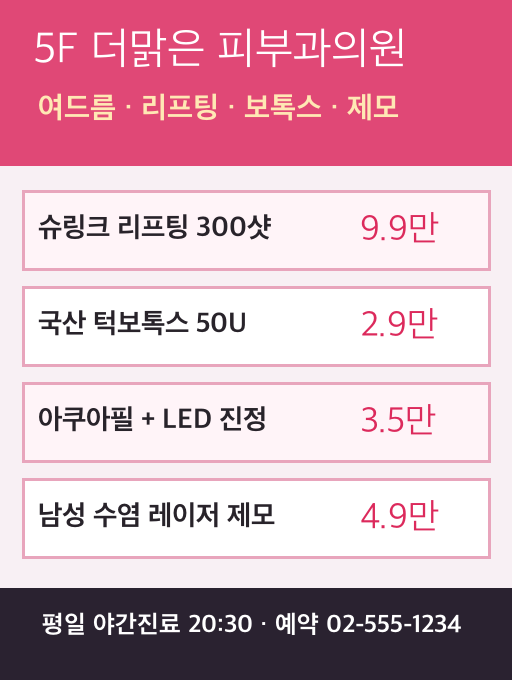 5F 더맑은 피부과의원
여드름 · 리프팅 · 보톡스 · 제모
슈링크 리프팅 300샷 9.9만
국산 턱보톡스 50U 2.9만
아쿠아필 + LED 진정 3.5만
남성 수염 레이저 제모 4.9만
평일 야간진료 20:30 · 예약 02-555-1234